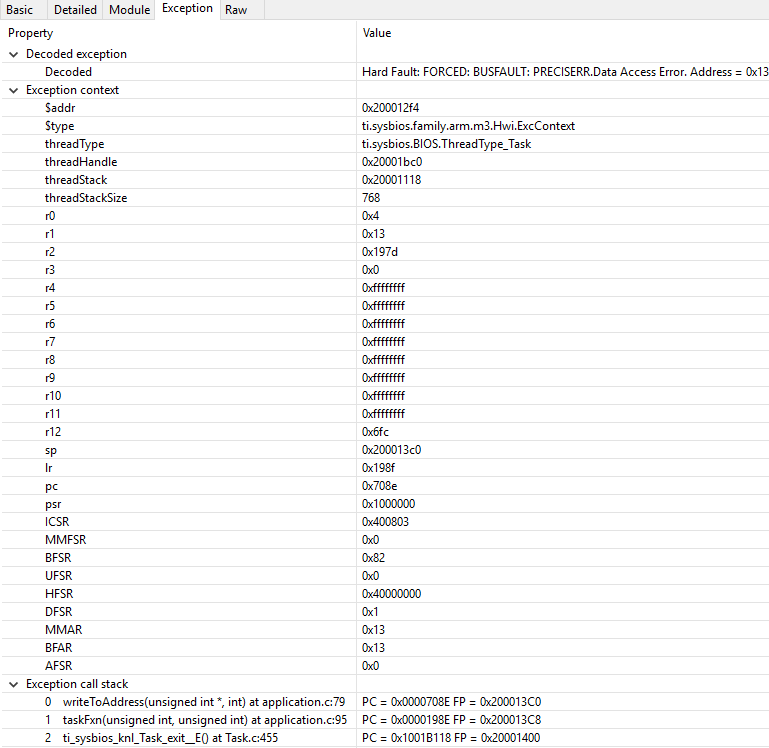 Basic Detailed Module Exception Raw
Property Value
Decoded exception
Decoded Hard Fault: FORCED: BUSFAULT: PRECISERR.Data Access Error. Address = 0x13
Exception context
$addr 0x200012f4
$type ti.sysbios.family.arm.m3.Hwi.ExcContext
threadType ti.sysbios.BIOS.ThreadType_Task
threadHandle 0x20001bc0
threadStack 0x20001118
threadStackSize 768
r0 0x4
r1 0x13
r2 0x197d
r3 0x0
r4 0xffffffff
r5 0xffffffff
r6 0xffffffff
r7 0xffffffff
r8 0xffffffff
r9 0xffffffff
r10 0xffffffff
r11 0xffffffff
r12 0x6fc
sp 0x200013c0
lr 0x198f
pc 0x708e
psr 0x1000000
ICSR 0x400803
MMFSR 0x0
BFSR 0x82
UFSR 0x0
HFSR 0x40000000
DFSR 0x1
MMAR 0x13
BFAR 0x13
AFSR 0x0
Exception call stack
0 writeToAddress(unsigned int *, int) at application.c:79 PC = 0x0000708E FP = 0x200013C0
1 taskFxn(unsigned int, unsigned int) at application.c:95 PC = 0x0000198E FP = 0x200013C8
2 ti_sysbios_knl_Task_exit__E() at Task.c:455 PC = 0x1001B118 FP = 0x20001400